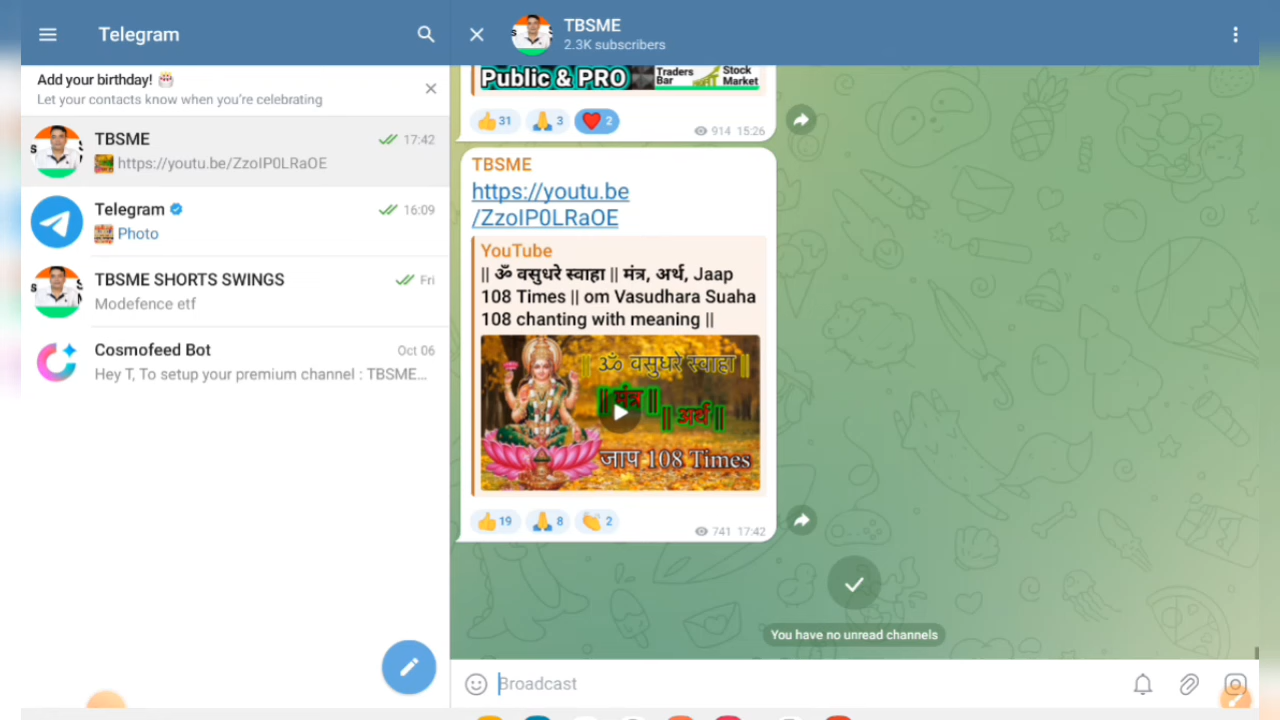 Telegram
TBSME
2.3K subscribers
Add your birthday! 🎂
Let your contacts know when you're celebrating
TBSME
17:42
https://youtu.be/ZzoIP0LRaOE
Telegram
16:09
Photo
TBSME SHORTS SWINGS
Fri
Modefence etf
Cosmofeed Bot
Oct 06
Hey T, To setup your premium channel : TBSME...
Public & PRO
Traders
Bar
Stock
Market
👍 31 🙏 3 ❤️ 2
914 15:26
TBSME
https://youtu.be
/ZzoIP0LRaOE
YouTube
|| ॐ वसुधरे स्वाहा || मंत्र, अर्थ, Jaap
108 Times || om Vasudhara Suaha
108 chanting with meaning ||
|| ॐ वसुधरे स्वाहा ||
|| मंत्र ||
|| अर्थ ||
जाप 108 Times
👍 19 🙏 8 👏 2
741 17:42
You have no unread channels
Broadcast